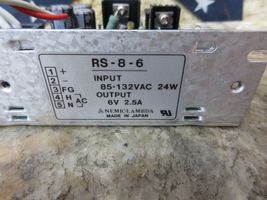 RS-8-6
1 +
2 -
3 FG
4 H AC
5 N
INPUT
85-132VAC 24W
OUTPUT
6V 2.5A
NEMIC LAMBDA
MADE IN JAPAN